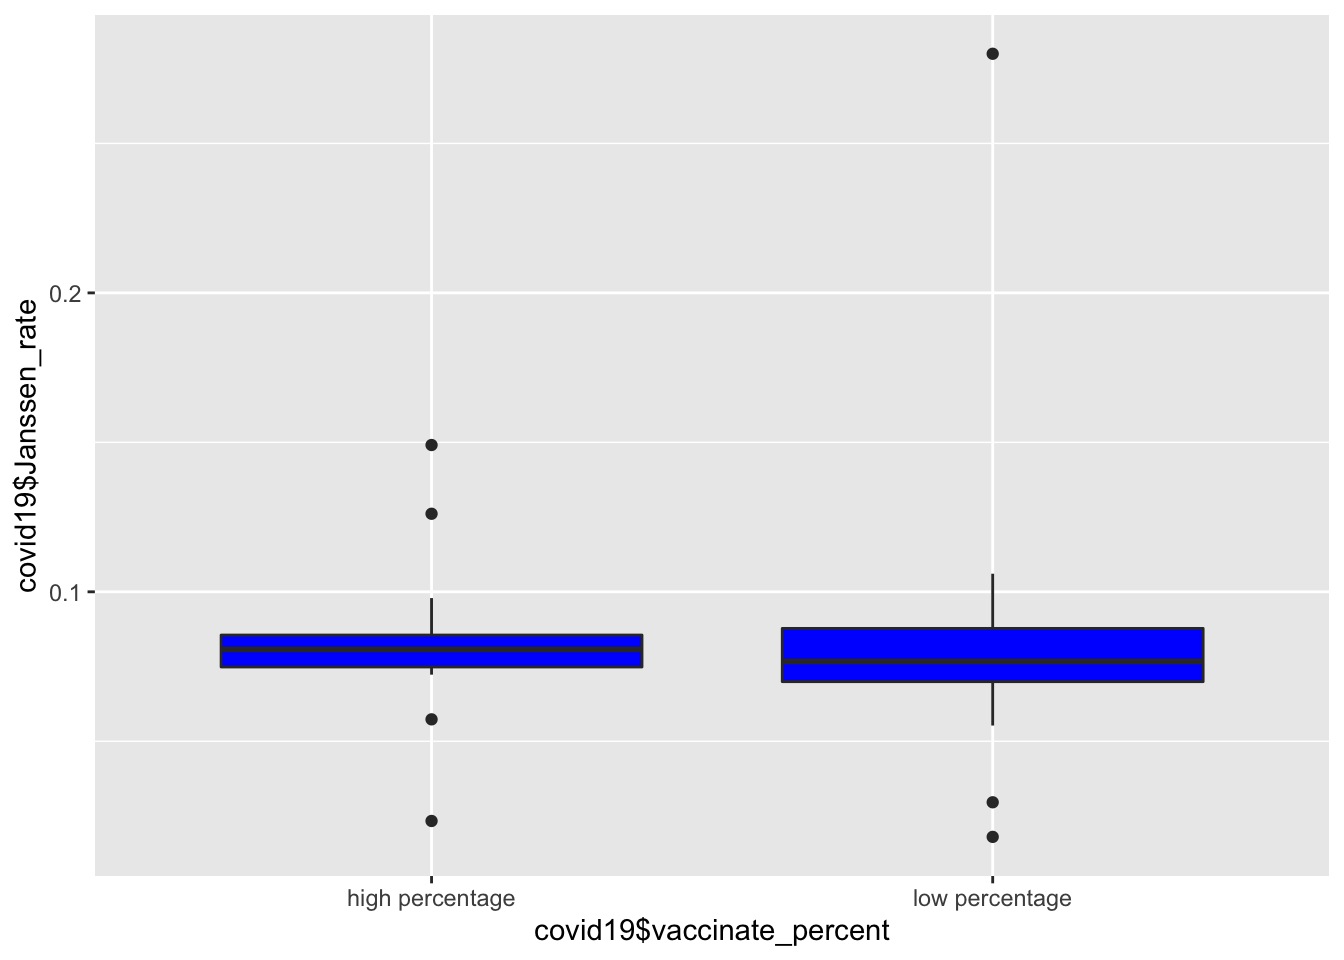 covid19$Janssen_rate
0.2
0.1
high percentage
low percentage
covid19$vaccinate_percent